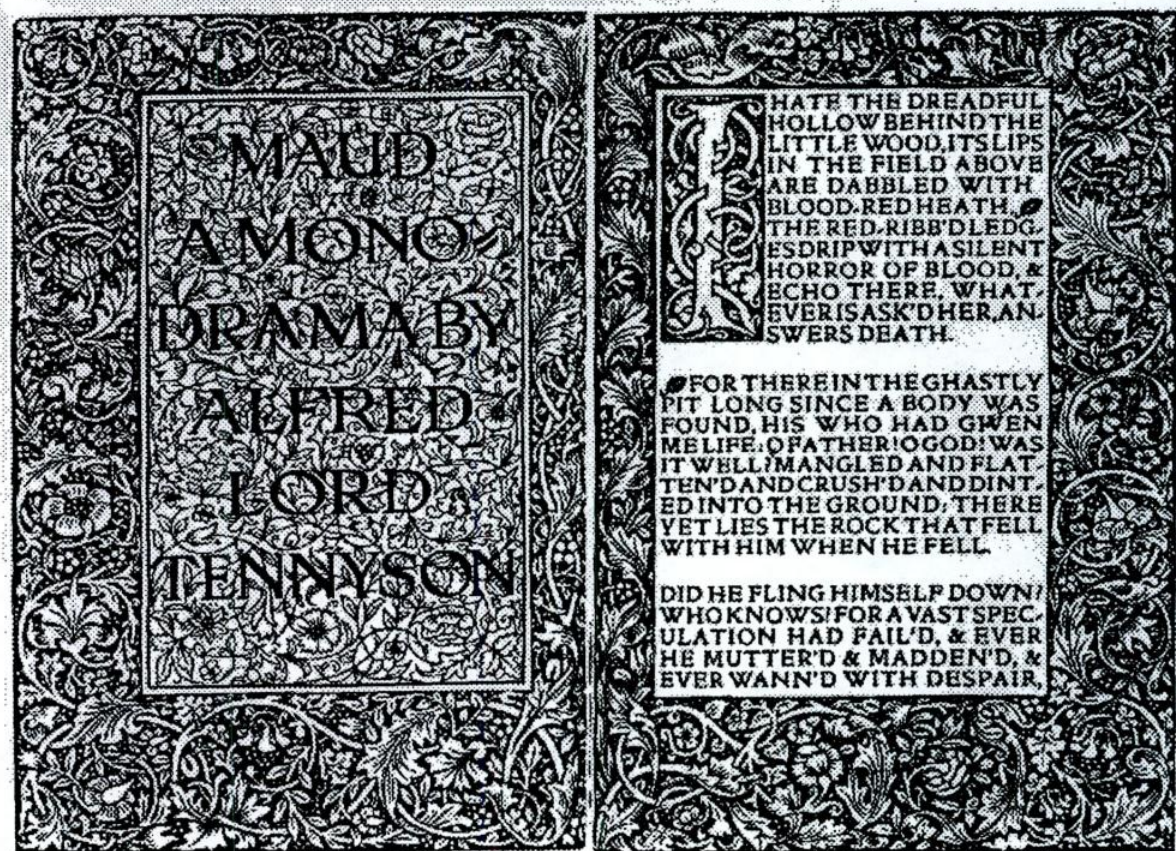 MAUD
A MONO-
DRAMA BY
ALFRED
LORD
TENNYSON
I HATE THE DREADFUL
HOLLOW BEHIND THE
LITTLE WOOD, ITS LIPS
IN THE FIELD ABOVE
ARE DABBLED WITH
BLOOD-RED HEATH,
THE RED-RIBB'D LEDG-
ES DRIP WITH A SILENT
HORROR OF BLOOD, &
ECHO THERE, WHAT-
EVER IS ASK'D HER, AN-
SWERS DEATH.
FOR THERE IN THE GHASTLY
PIT LONG SINCE A BODY WAS
FOUND, HIS WHO HAD GIVEN
ME LIFE: O FATHER! O GOD! WAS
IT WELL? MANGLED AND FLAT
TEN'D AND CRUSH'D AND DINT-
ED INTO THE GROUND: THERE
YET LIES THE ROCK THAT FELL
WITH HIM WHEN HE FELL.
DID HE FLING HIMSELF DOWN?
WHO KNOWS? FOR A VAST SPEC-
ULATION HAD FAIL'D, & EVER
HE MUTTER'D & MADDEN'D, &
EVER WANN'D WITH DESPAIR,